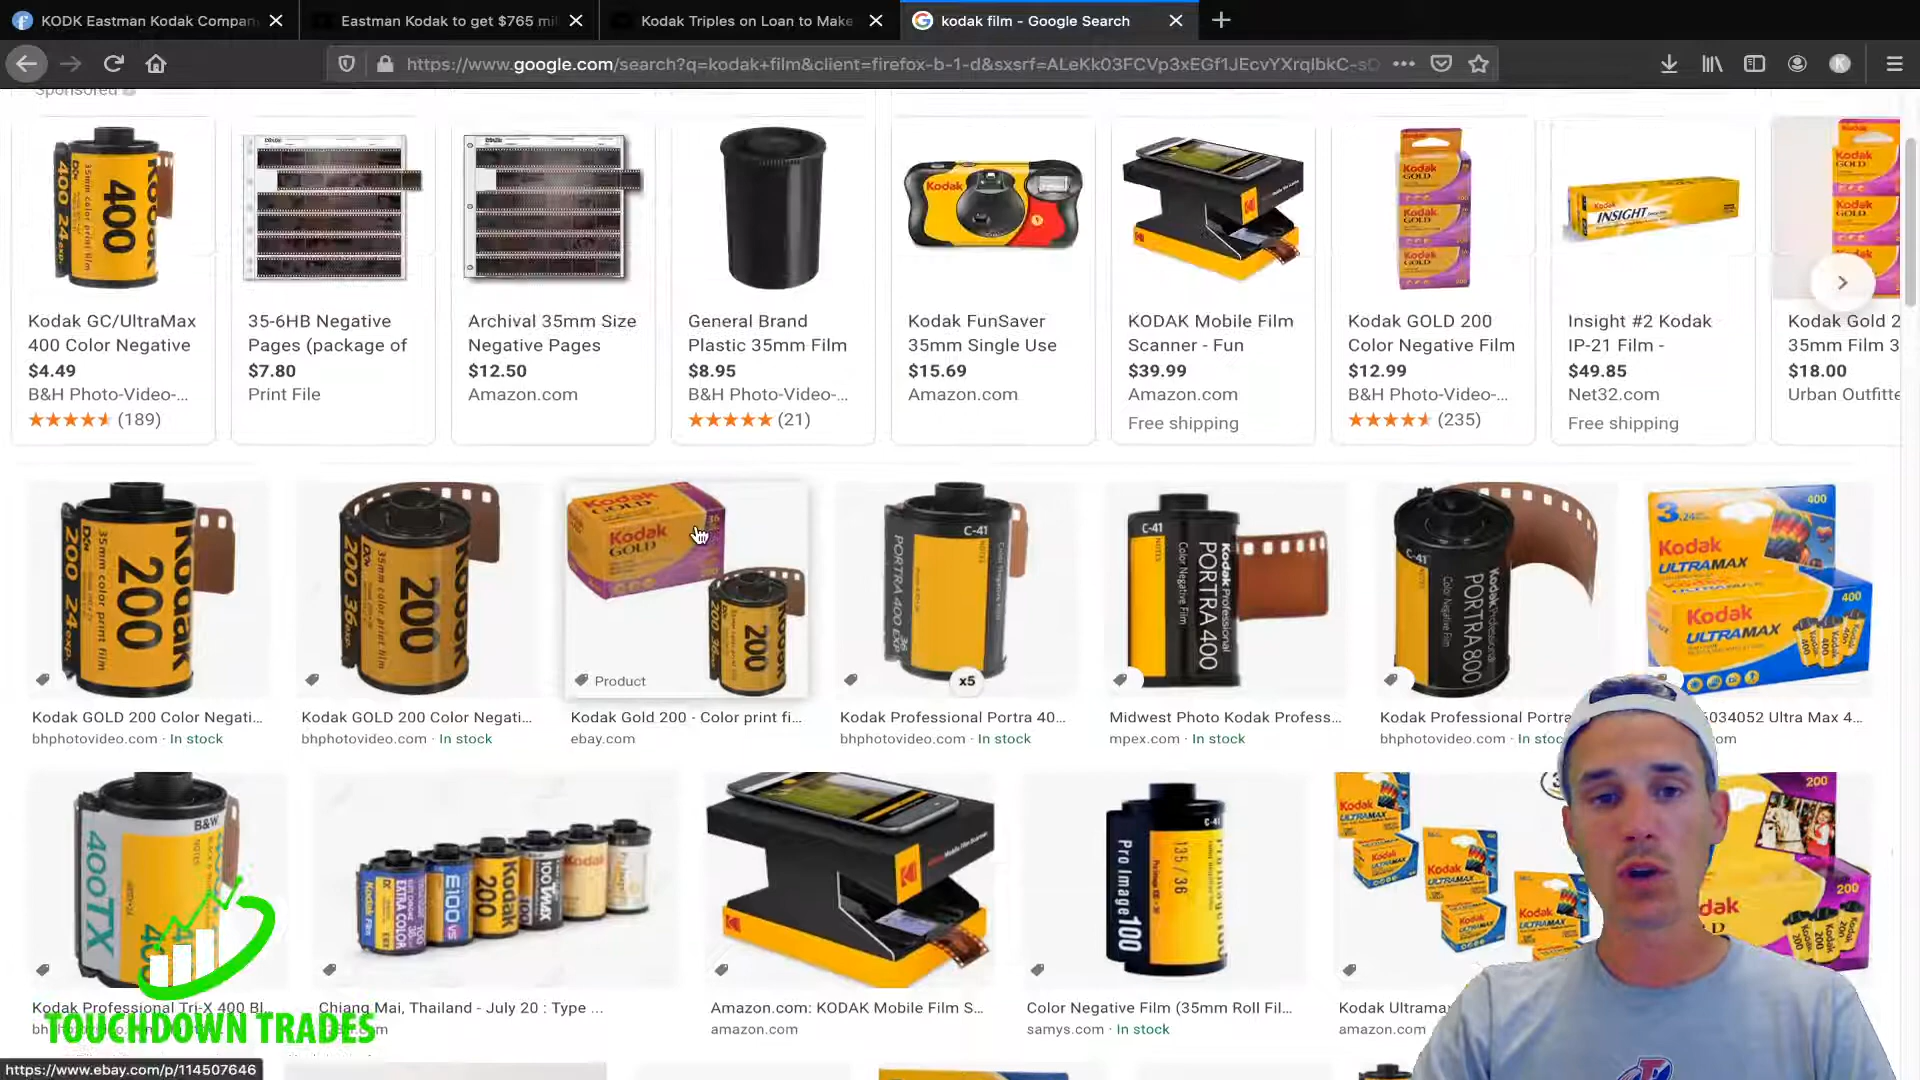 KODK Eastman Kodak Compan
Eastman Kodak to get $765 mi
Kodak Triples on Loan to Make
kodak film - Google Search
https://www.google.com/search?q=kodak+film&client=firefox-b-1-d&sxsrf=ALeKk03FCVp3xEGf1JEcvYXrqIbkC-sD
K
Sponsored
Kodak GC/UltraMax
400 Color Negative
$4.49
B&H Photo-Video-...
(189)
35-6HB Negative
Pages (package of
$7.80
Print File
Archival 35mm Size
Negative Pages
$12.50
Amazon.com
General Brand
Plastic 35mm Film
$8.95
B&H Photo-Video-...
(21)
Kodak FunSaver
35mm Single Use
$15.69
Amazon.com
KODAK Mobile Film
Scanner - Fun
$39.99
Amazon.com
Free shipping
Kodak GOLD 200
Color Negative Film
$12.99
B&H Photo-Video-...
(235)
Insight #2 Kodak
IP-21 Film -
$49.85
Net32.com
Free shipping
Kodak Gold 2
35mm Film 3
$18.00
Urban Outfitte
Product
x5
Kodak GOLD 200 Color Negati...
bhphotovideo.com · In stock
Kodak GOLD 200 Color Negati...
bhphotovideo.com · In stock
Kodak Gold 200 · Color print fi...
ebay.com
Kodak Professional Portra 40...
bhphotovideo.com · In stock
Midwest Photo Kodak Profess...
mpex.com · In stock
Kodak Professional Portra
bhphotovideo.com · In stoc
6034052 Ultra Max 4...
Kodak Professional Tri-X 400 Bl...
Chiang Mai, Thailand - July 20 : Type ...
Amazon.com: KODAK Mobile Film S...
amazon.com
Color Negative Film (35mm Roll Fil...
samys.com · In stock
Kodak Ultrama
amazon.com
TOUCHDOWN TRADES
https://www.ebay.com/p/114507646